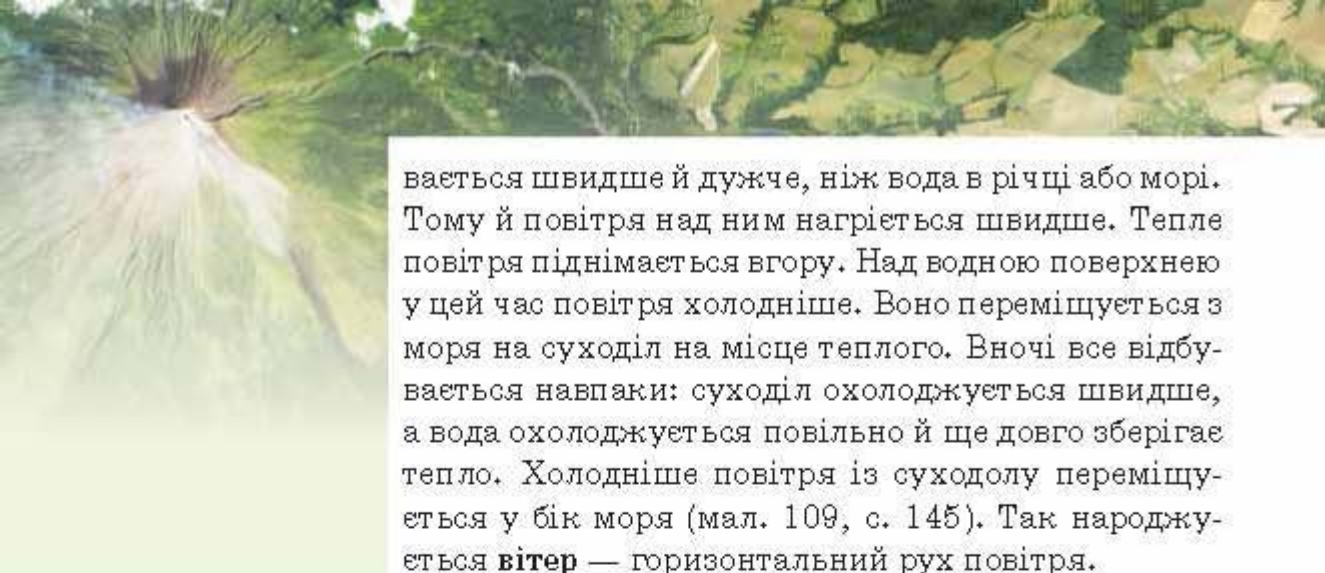 вається швидше й дужче, ніж вода в річці або морі.
Тому й повітря над ним нагріється швидше. Тепле
повітря піднімається вгору. Над водною поверхнею
у цей час повітря холодніше. Воно переміщується з
моря на суходіл на місце теплого. Вночі все відбу-
вається навпаки: суходіл охолоджується швидше,
а вода охолоджується повільно й ще довго зберігає
тепло. Холодніше повітря із суходолу переміщу-
ється у бік моря (мал. 109, с. 145). Так народжу-
ється вітер — горизонтальний рух повітря.